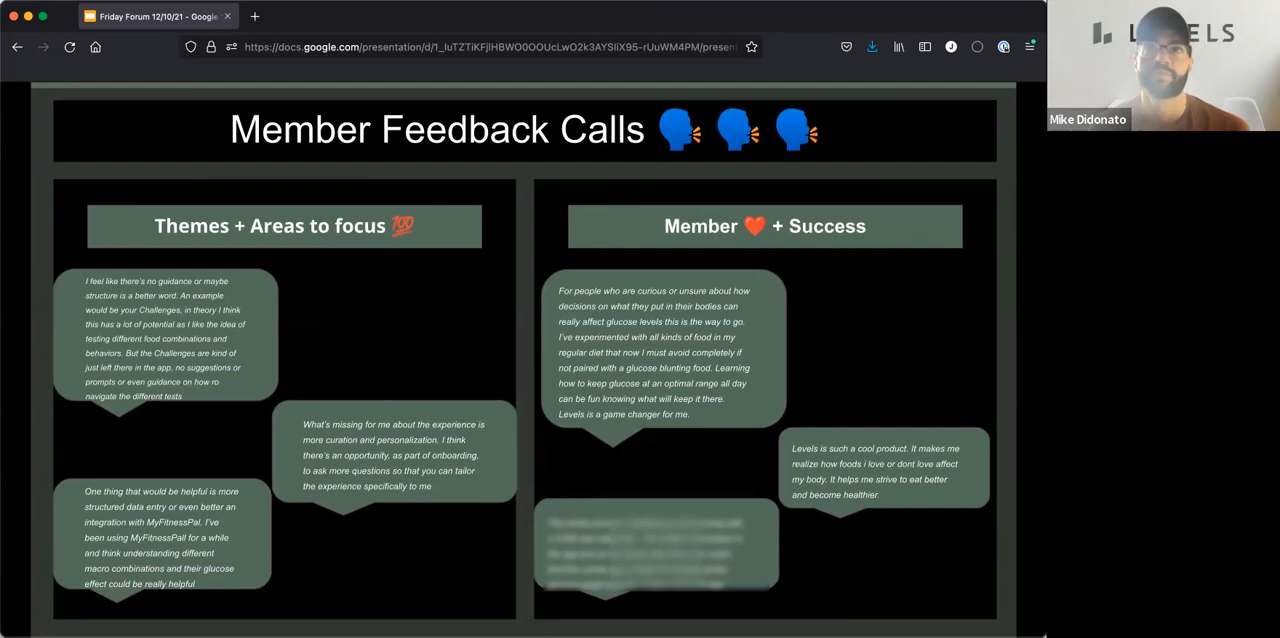 Friday Forum 12/10/21 - Google
https://docs.google.com/presentation/d/1_IuTZTiKFjlHBWO0OOUcLwO2k3AYSIiX95-rUuWM4PM/present
LEVELS
Mike Didonato
Member Feedback Calls 🗣️ 🗣️ 🗣️
Themes + Areas to focus 💯
I feel like there's no guidance or maybe
structure is a better word. An example
would be your Challenges, in theory I think
this has a lot of potential as I like the idea of
testing different food combinations and
behaviors. But the Challenges are kind of
just left there in the app, no suggestions or
prompts or even guidance on how ro
navigate the different tests
What's missing for me about the experience is
more curation and personalization. I think
there's an opportunity, as part of onboarding,
to ask more questions so that you can tailor
the experience specifically to me
One thing that would be helpful is more
structured data entry or even better an
integration with MyFitnessPal. I've
been using MyFitnessPall for a while
and think understanding different
macro combinations and their glucose
effect could be really helpful
Member ❤️ + Success
For people who are curious or unsure about how
decisions on what they put in their bodies can
really affect glucose levels this is the way to go.
I've experimented with all kinds of food in my
regular diet that now I must avoid completely if
not paired with a glucose blunting food. Learning
how to keep glucose at an optimal range all day
can be fun knowing what will keep it there.
Levels is a game changer for me.
Levels is such a cool product. It makes me
realize how foods i love or dont love affect
my body. It helps me strive to eat better
and become healthier.